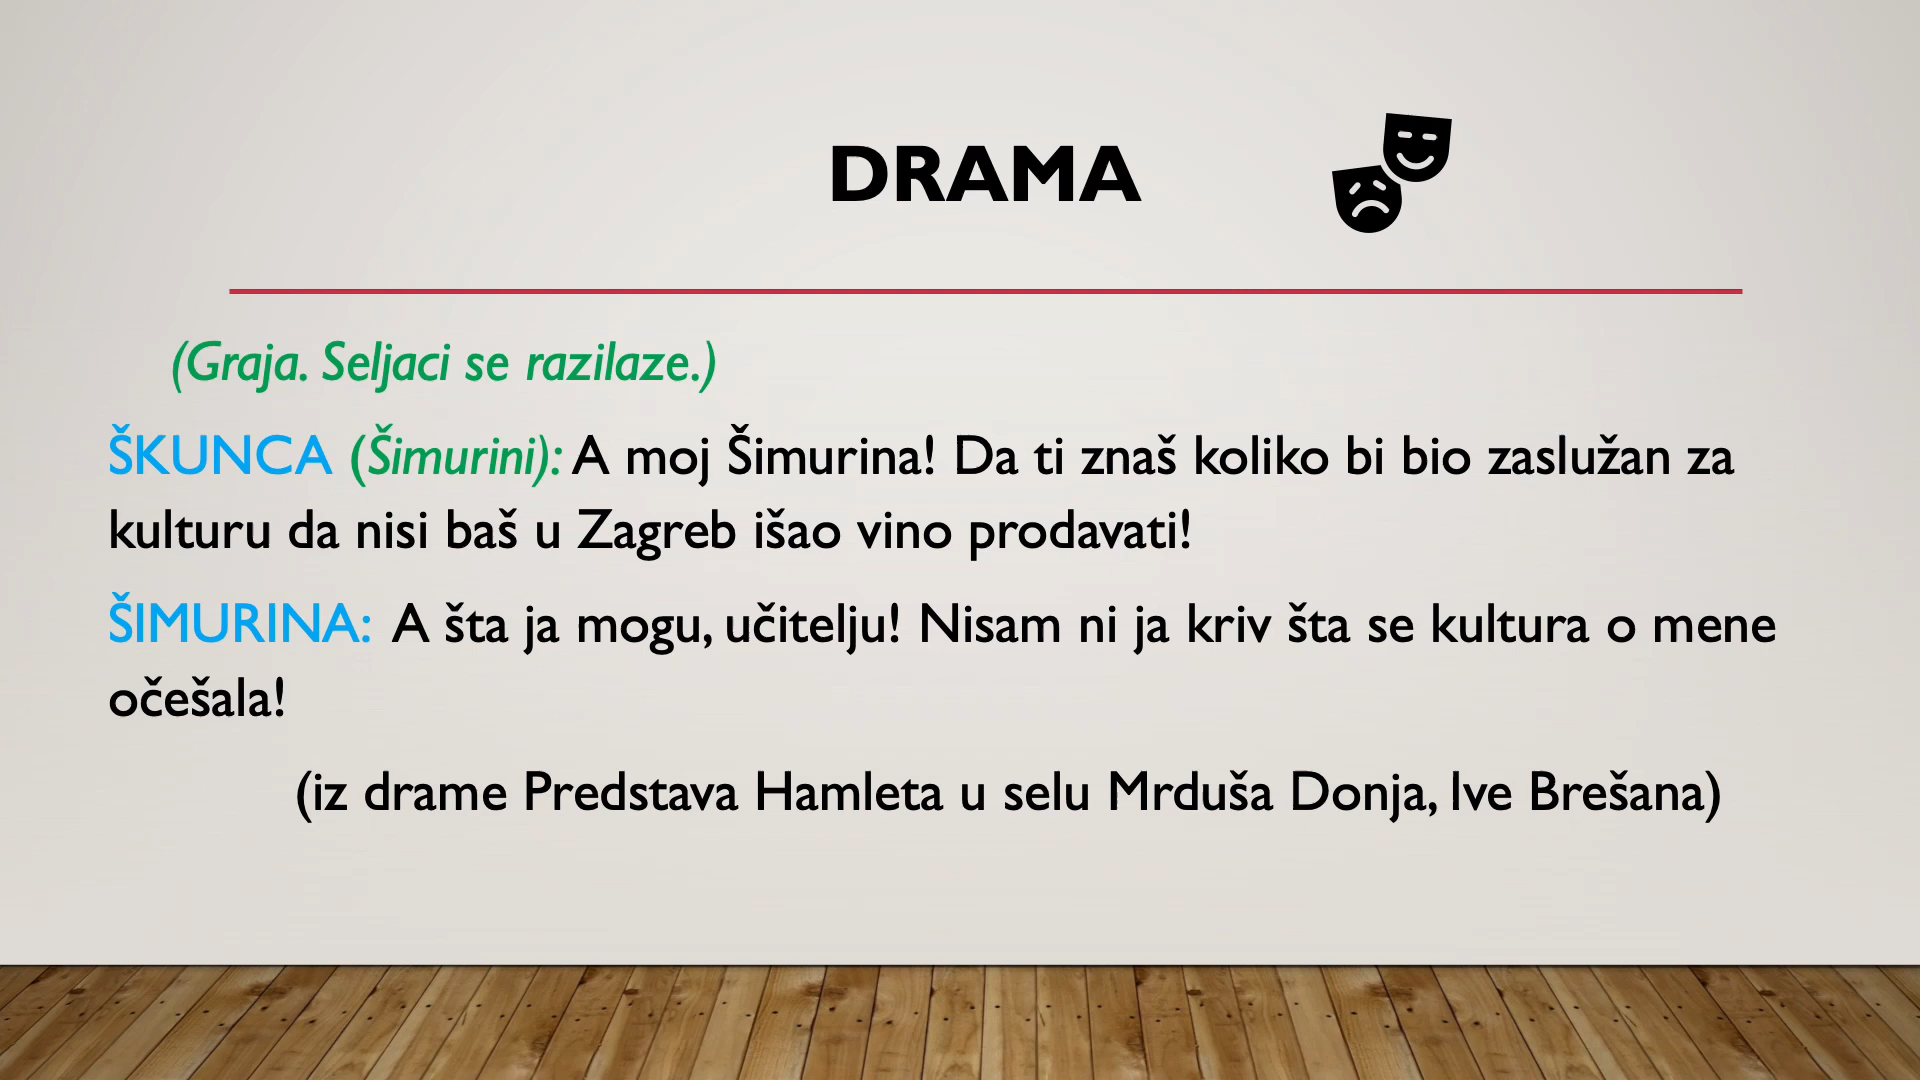 DRAMA
(Graja. Seljaci se razilaze.)
ŠKUNCA (Šimurini): A moj Šimurina! Da ti znaš koliko bi bio zaslužan za
kulturu da nisi baš u Zagreb išao vino prodavati!
ŠIMURINA: A šta ja mogu, učitelju! Nisam ni ja kriv šta se kultura o mene
očešala!
(iz drame Predstava Hamleta u selu Mrduša Donja, Ive Brešana)